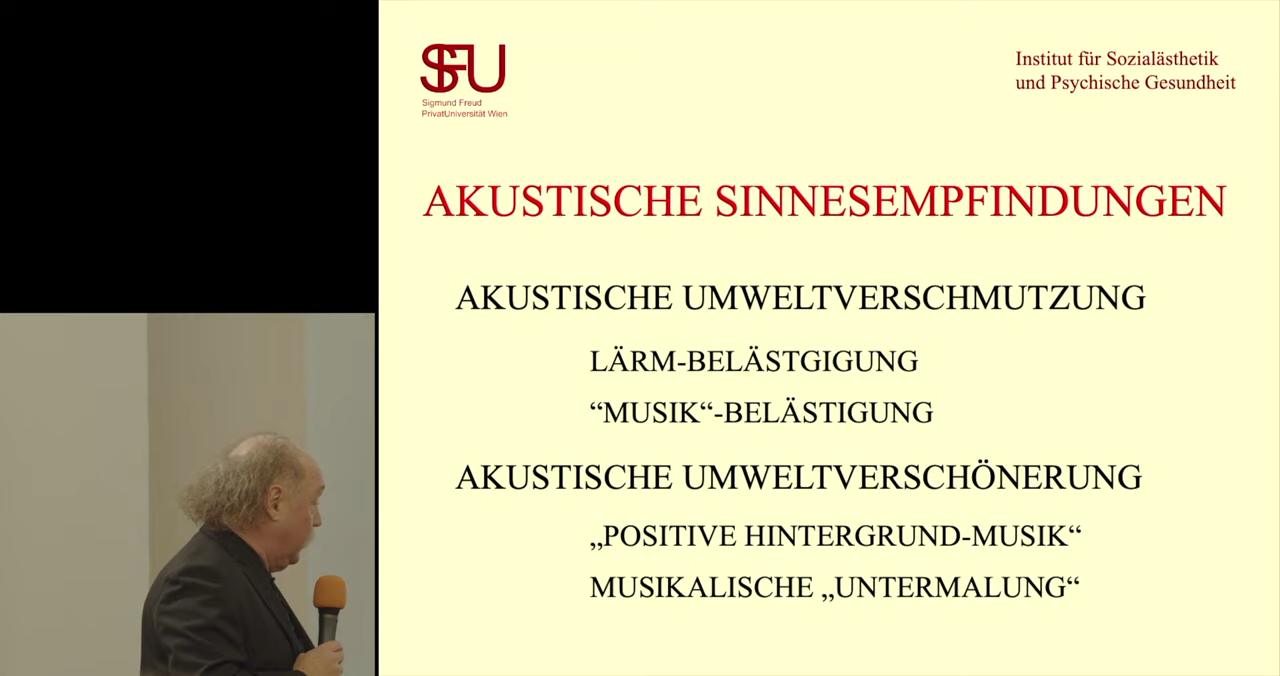 SFU
Sigmund Freud
PrivatUniversität Wien
Institut für Sozialästhetik
und Psychische Gesundheit
AKUSTISCHE SINNESEMPFINDUNGEN
AKUSTISCHE UMWELTVERSCHMUTZUNG
LÄRM-BELÄSTGIGUNG
“MUSIK“-BELÄSTIGUNG
AKUSTISCHE UMWELTVERSCHÖNERUNG
„POSITIVE HINTERGRUND-MUSIK“
MUSIKALISCHE „UNTERMALUNG“